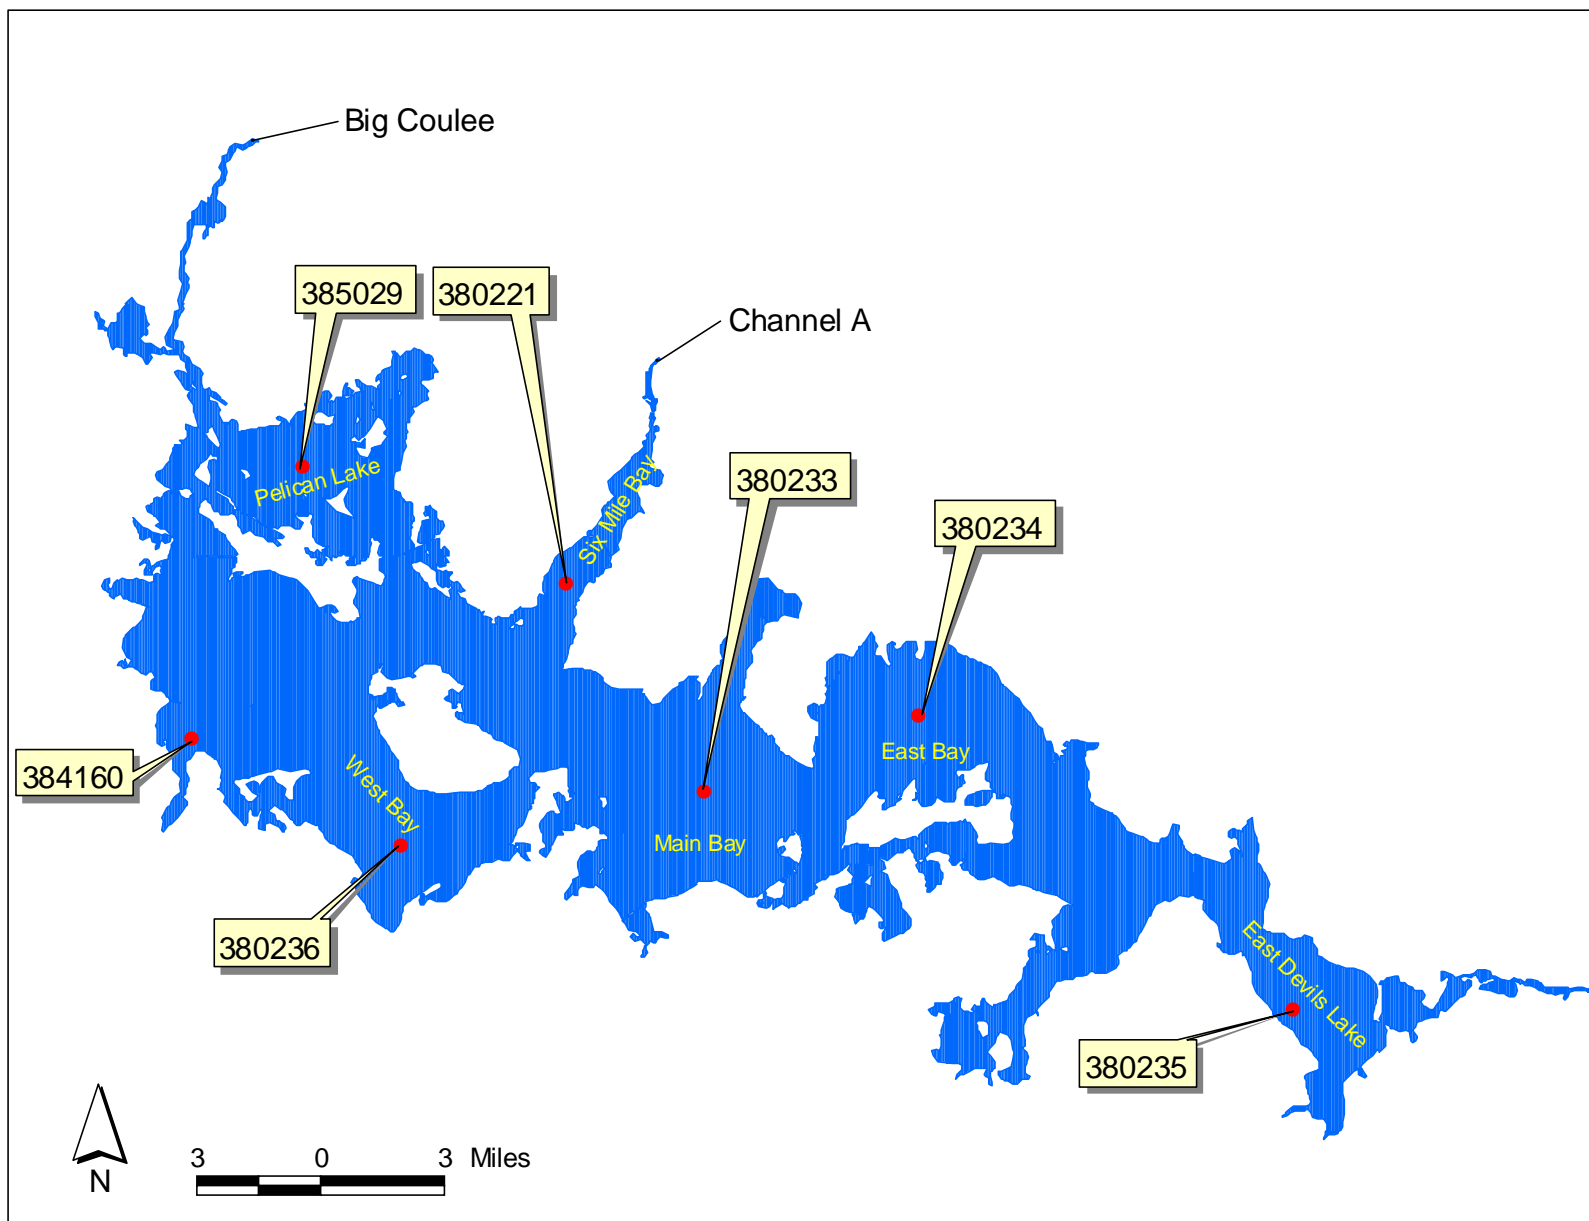 Big Coulee
385029
380221
Channel A
Pelican Lake
Six Mile Bay
380233
380234
384160
West Bay
East Bay
Main Bay
380236
East Devils Lake
380235
N
3 0 3 Miles